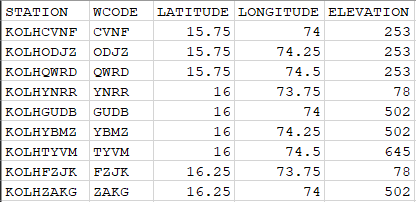 STATION WCODE LATITUDE LONGITUDE ELEVATION
KOLHCVNF CVNF 15.75 74 253
KOLHODJZ ODJZ 15.75 74.25 253
KOLHQWRD QWRD 15.75 74.5 253
KOLHYNRR YNRR 16 73.75 78
KOLHGUDB GUDB 16 74 502
KOLHYBMZ YBMZ 16 74.25 502
KOLHTYVM TYVM 16 74.5 645
KOLHFZJK FZJK 16.25 73.75 78
KOLHZAKG ZAKG 16.25 74 502